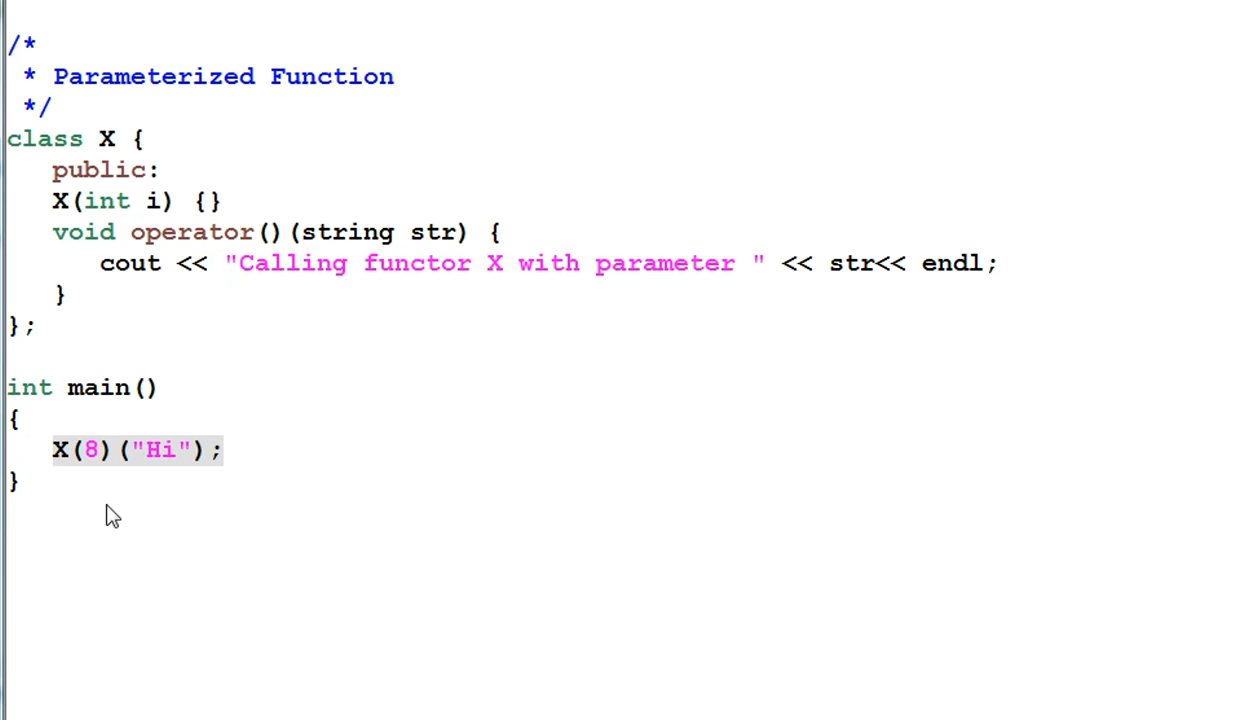 /*
 * Parameterized Function
 */
class X {
   public:
   X(int i) {}
   void operator()(string str) {
      cout << "Calling functor X with parameter " << str<< endl;
   }
};

int main()
{
   X(8)("Hi");
}